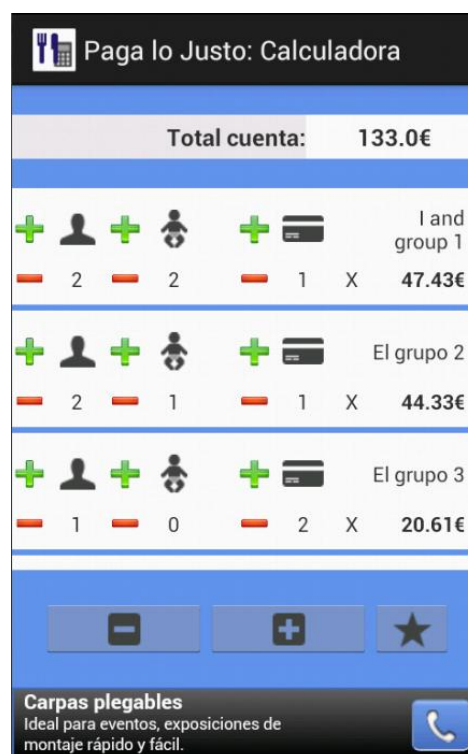 Paga lo Justo: Calculadora
Total cuenta: 133.0€
I and
group 1
2 2 1 X 47.43€
El grupo 2
2 1 1 X 44.33€
El grupo 3
1 0 2 X 20.61€
Carpas plegables
Ideal para eventos, exposiciones de
montaje rápido y fácil.